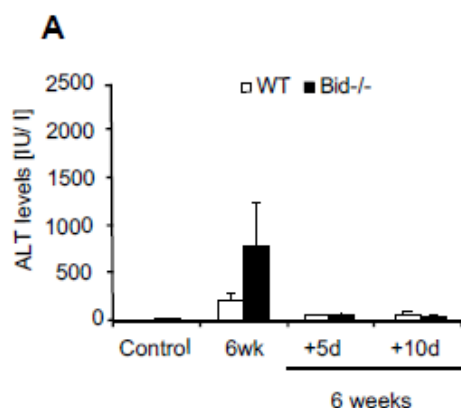 A
WT Bid-/-
ALT levels [IU/ l]
2500
2000
1500
1000
500
0
Control 6wk +5d +10d
6 weeks